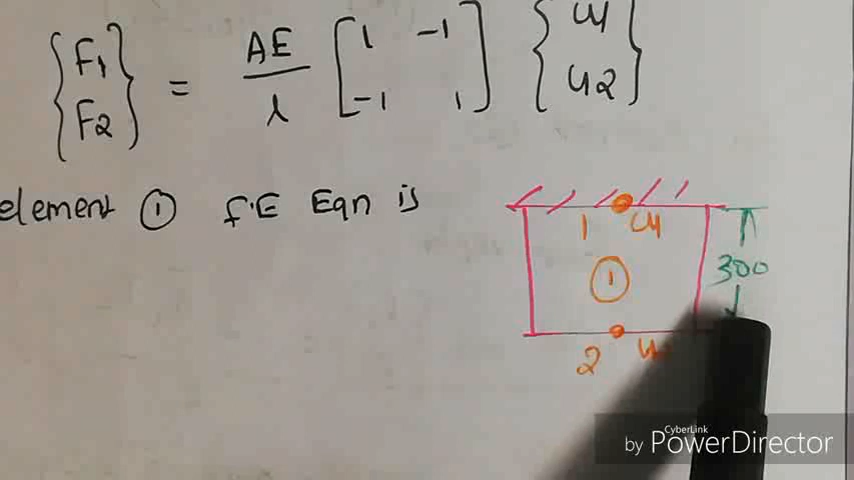 {F1 F2} = AE/l [1 -1 -1 1] {u1 u2}
element ① F.E Eqn is
1 u1
① 300
2 u
CyberLink
by PowerDirector